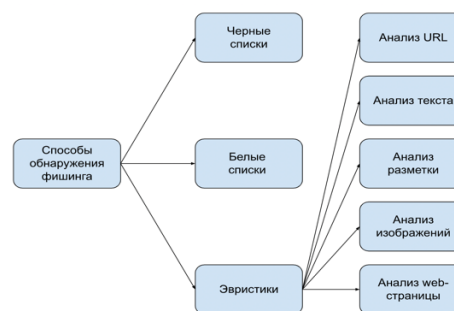 Способы
обнаружения
фишинга
Черные
списки
Белые
списки
Эвристики
Анализ URL
Анализ текста
Анализ
разметки
Анализ
изображений
Анализ web-
страницы